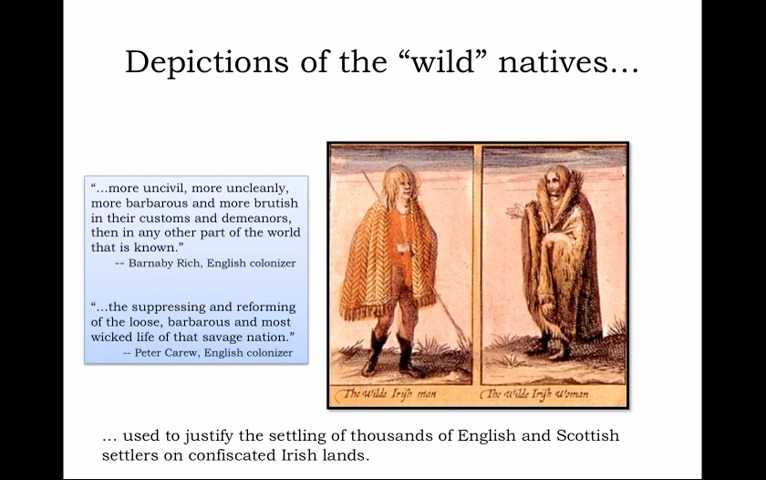 Depictions of the “wild” natives…
“…more uncivil, more uncleanly,
more barbarous and more brutish
in their customs and demeanors,
then in any other part of the world
that is known.”
-- Barnaby Rich, English colonizer
“…the suppressing and reforming
of the loose, barbarous and most
wicked life of that savage nation.”
-- Peter Carew, English colonizer
The Wilde Iriſh man
The Wilde Iriſh Woman
… used to justify the settling of thousands of English and Scottish
settlers on confiscated Irish lands.